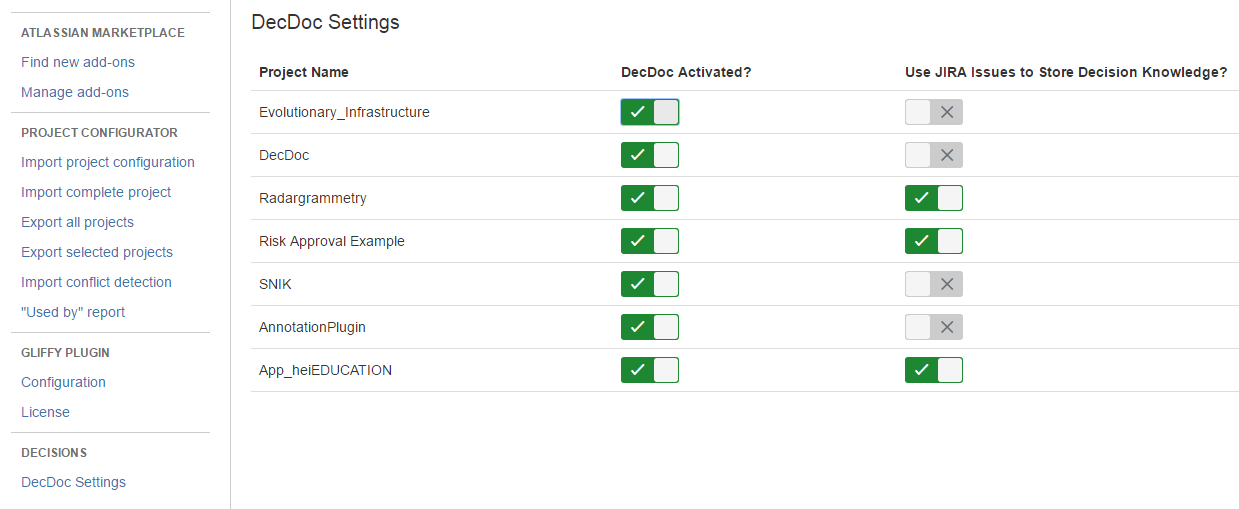 ATLASSIAN MARKETPLACE
Find new add-ons
Manage add-ons
PROJECT CONFIGURATOR
Import project configuration
Import complete project
Export all projects
Export selected projects
Import conflict detection
"Used by" report
GLIFFY PLUGIN
Configuration
License
DECISIONS
DecDoc Settings
DecDoc Settings
Project Name DecDoc Activated? Use JIRA Issues to Store Decision Knowledge?
Evolutionary_Infrastructure
DecDoc
Radargrammetry
Risk Approval Example
SNIK
AnnotationPlugin
App_heiEDUCATION